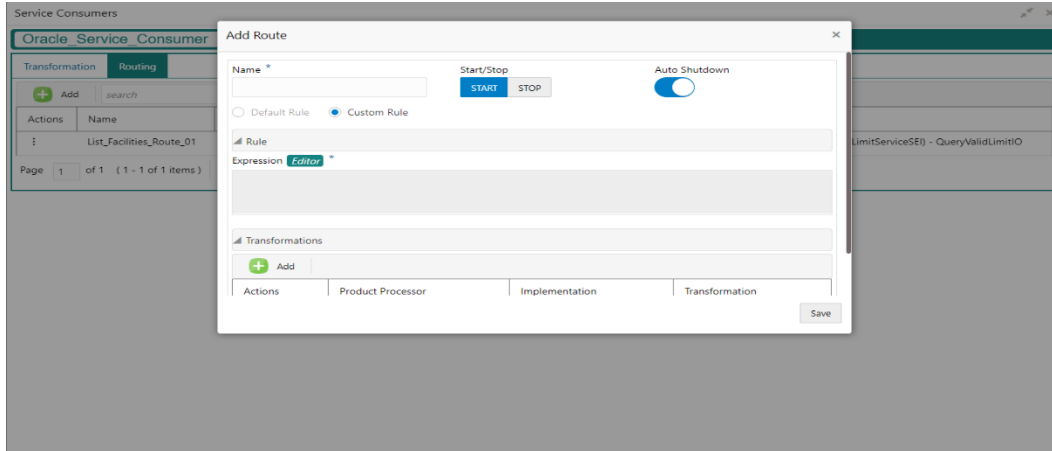 Service Consumers
Oracle_Service_Consumer
Add Route
Transformation Routing
Name *
Start/Stop
Auto Shutdown
START STOP
Add search
Default Rule Custom Rule
Actions Name
Rule
List_Facilities_Route_01
LimitServiceSEI) - QueryValidLimitIO
Expression Editor *
Page 1 of 1 (1 - 1 of 1 items)
Transformations
Add
Actions Product Processor Implementation Transformation
Save